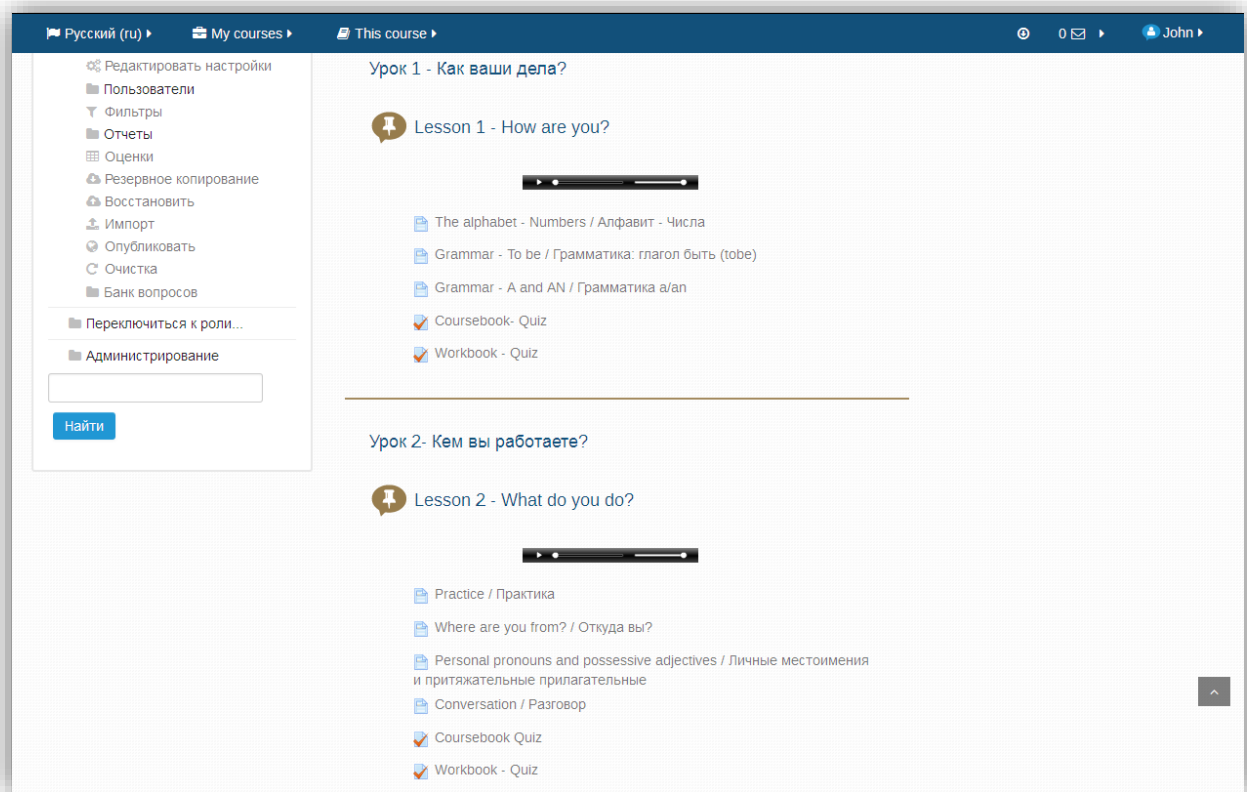 Русский (ru)
My courses
This course
0
John
Редактировать настройки
Пользователи
Фильтры
Отчеты
Оценки
Резервное копирование
Восстановить
Импорт
Опубликовать
Очистка
Банк вопросов
Переключиться к роли...
Администрирование
Найти
Урок 1 - Как ваши дела?
Lesson 1 - How are you?
The alphabet - Numbers / Алфавит - Числа
Grammar - To be / Грамматика: глагол быть (tobe)
Grammar - A and AN / Грамматика a/an
Coursebook- Quiz
Workbook - Quiz
Урок 2- Кем вы работаете?
Lesson 2 - What do you do?
Practice / Практика
Where are you from? / Откуда вы?
Personal pronouns and possessive adjectives / Личные местоимения
и притяжательные прилагательные
Conversation / Разговор
Coursebook Quiz
Workbook - Quiz